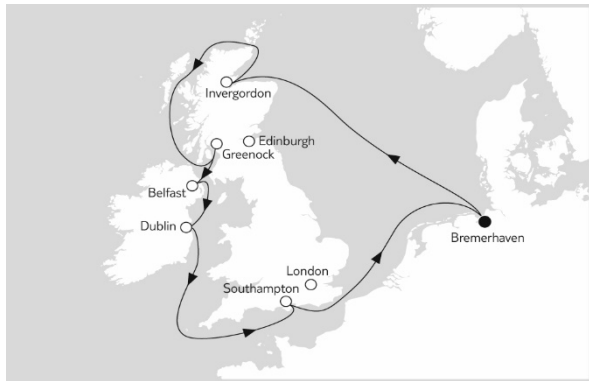 Invergordon
Edinburgh
Greenock
Belfast
Dublin
Bremerhaven
London
Southampton